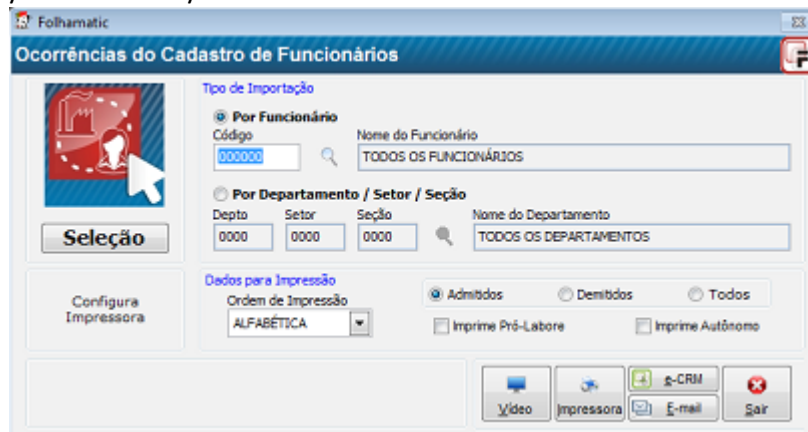 Folhamatic
Ocorrências do Cadastro de Funcionários
Tipo de Importação
Por Funcionário
Código Nome do Funcionário
000000 TODOS OS FUNCIONÁRIOS
Por Departamento / Setor / Seção
Depto Setor Seção Nome do Departamento
0000 0000 0000 TODOS OS DEPARTAMENTOS
Seleção
Dados para Impressão
Ordem de Impressão
ALFABÉTICA
Admitidos Demitidos Todos
Imprime Pró-Labore Imprime Autônomo
Configura
Impressora
Vídeo Impressora e-CRM E-mail Sair